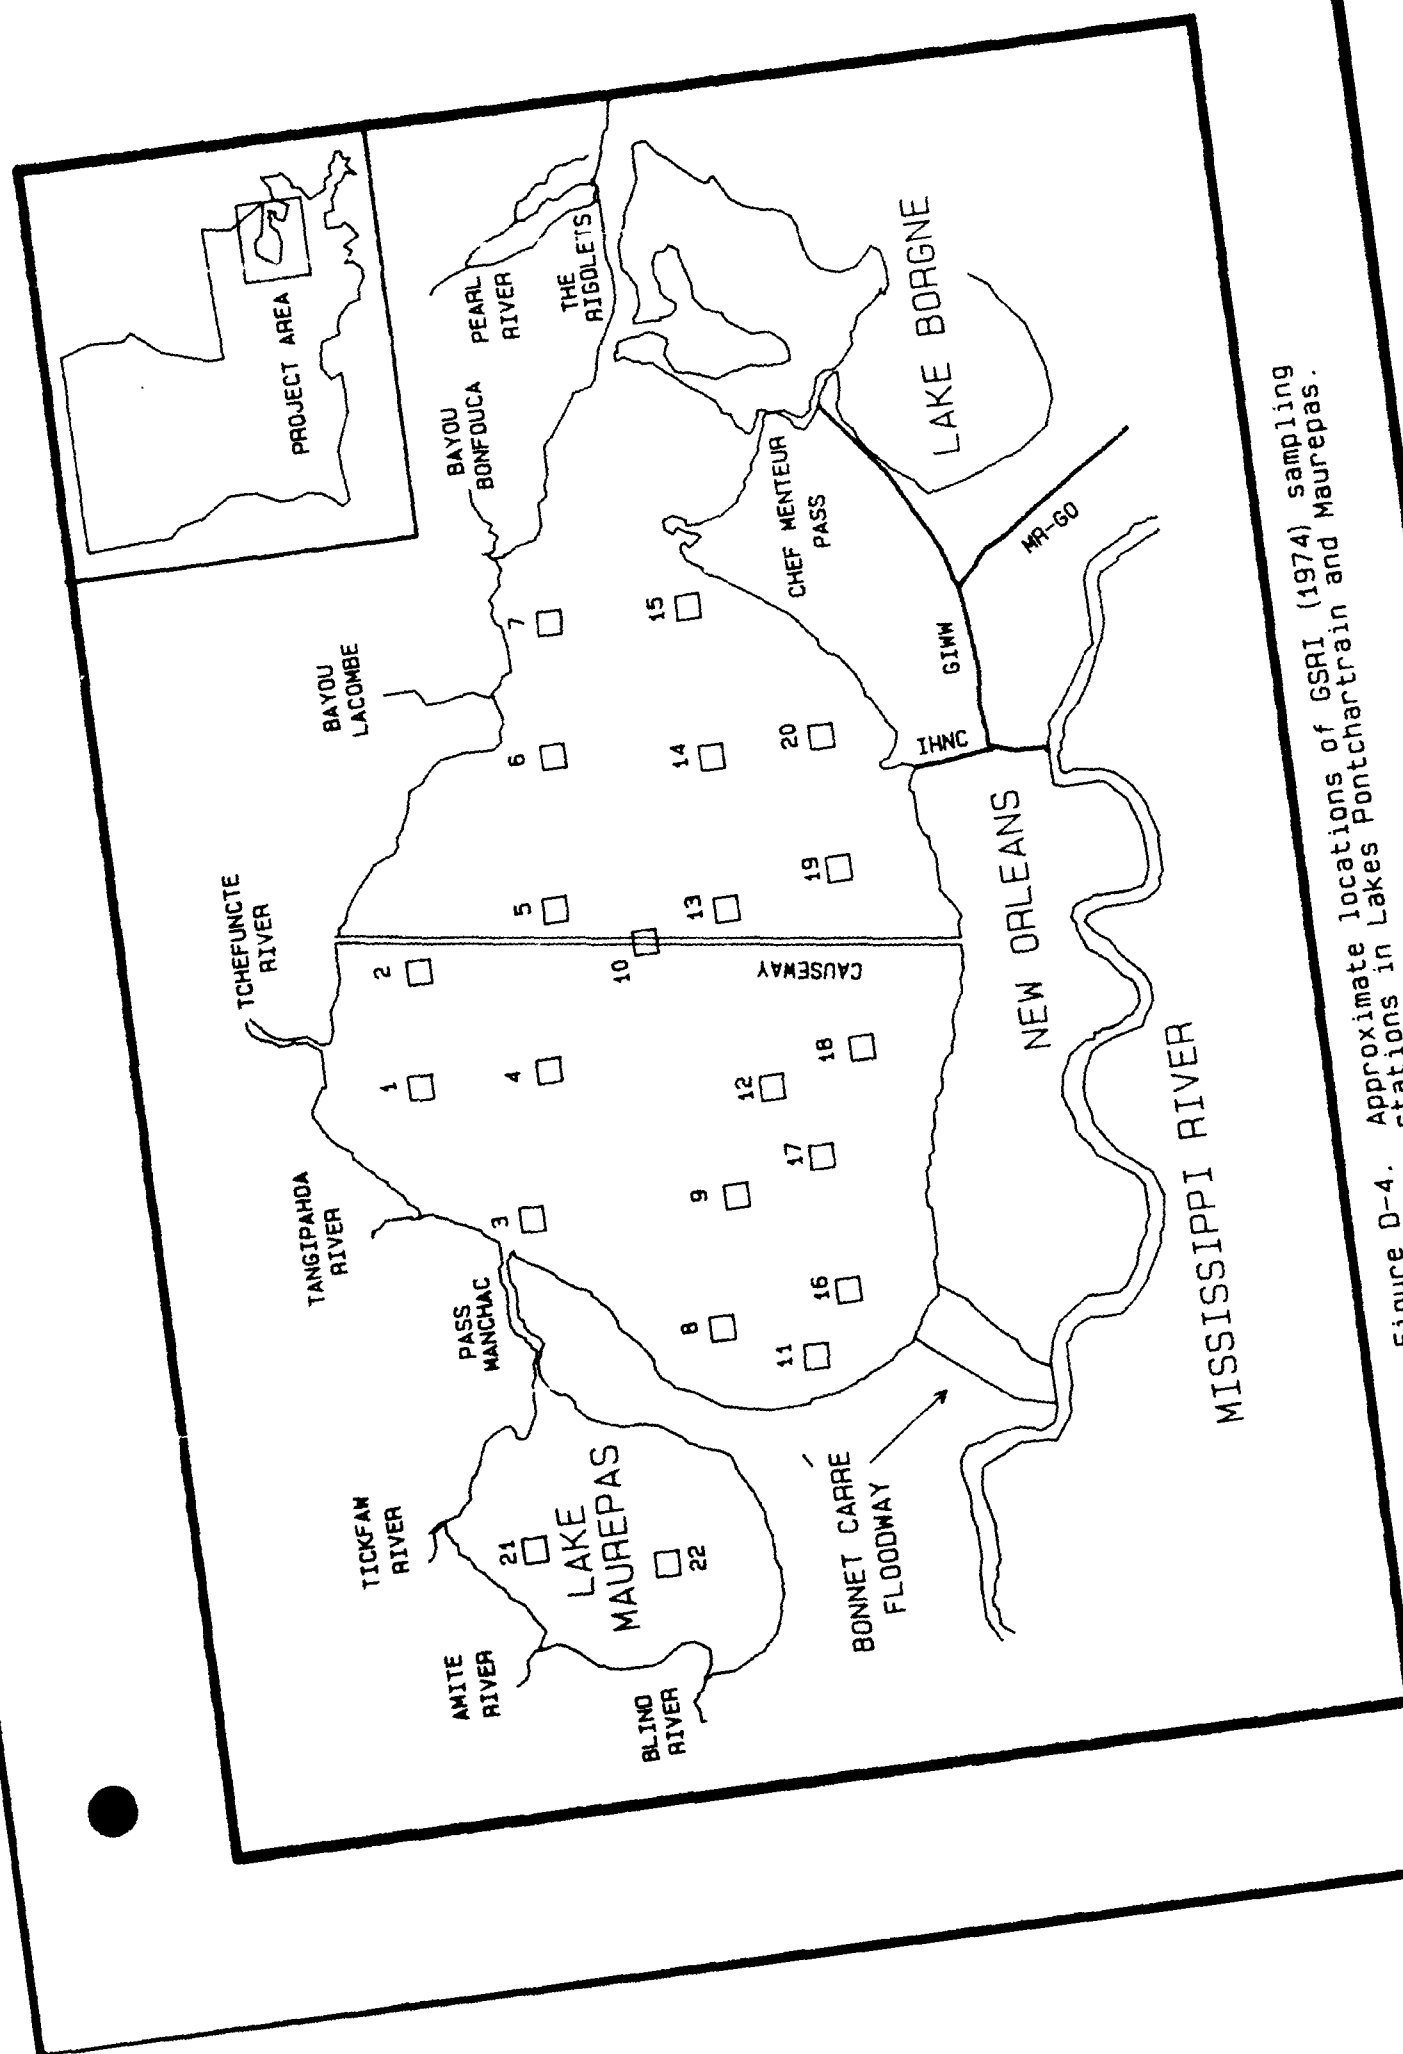 PROJECT AREA
PEARL
RIVER
THE
RIGOLETS
BAYOU
BONFOUCA
BAYOU
LACOMBE
TCHEFUNCTE
RIVER
TANGIPAHOA
RIVER
PASS
MANCHAC
TICKFAW
RIVER
AMITE
RIVER
BLIND
RIVER
LAKE
MAUREPAS
21
22
1
2
3
4
5
6
7
8
9
10
11
12
13
14
15
16
17
18
19
20
CAUSEWAY
CHEF MENTEUR
PASS
LAKE BORGNE
MR-GO
GIWW
IHNC
NEW ORLEANS
BONNET CARRE
FLOODWAY
MISSISSIPPI RIVER
Figure D-4. Approximate locations of GSRI (1974) sampling
stations in Lakes Pontchartrain and Maurepas.